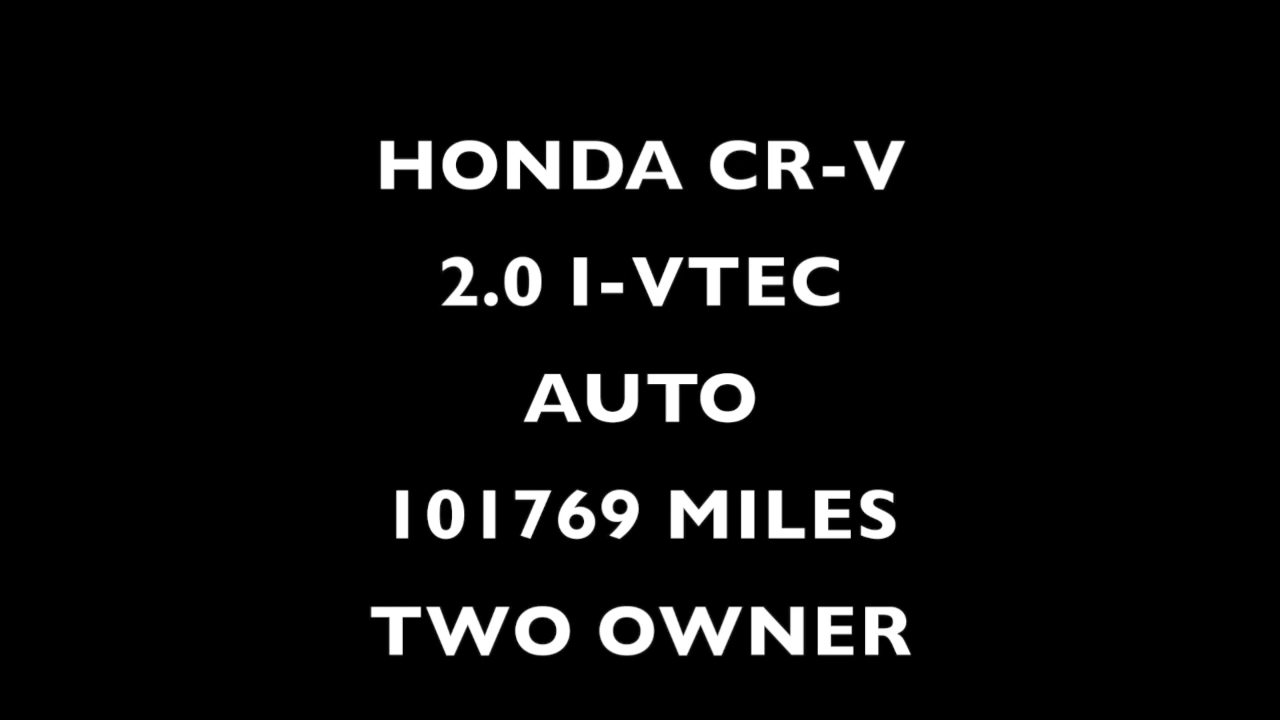 HONDA CR-V
2.0 I-VTEC
AUTO
101769 MILES
TWO OWNER